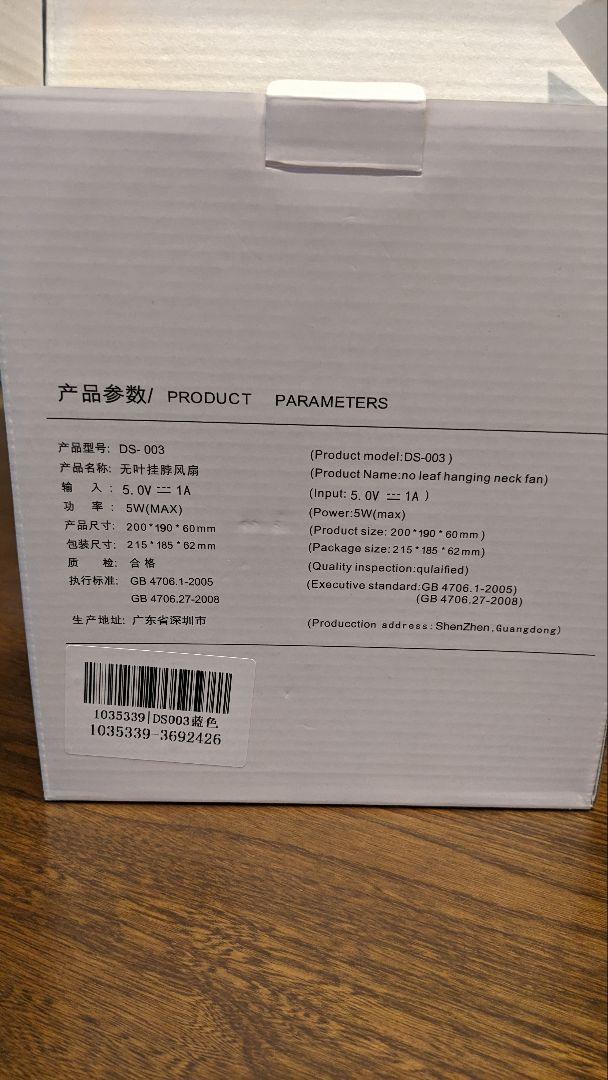 产品参数/ PRODUCT PARAMETERS
产品型号: DS-003 (Product model:DS-003)
产品名称: 无叶挂脖风扇 (Product Name:no leaf hanging neck fan)
输 入: 5.0V ⎓ 1A (Input: 5.0V ⎓ 1A )
功 率: 5W(MAX) (Power:5W(max)
产品尺寸: 200*190*60mm (Product size: 200*190*60mm)
包装尺寸: 215*185*62mm (Package size:215*185*62mm)
质 检: 合格 (Quality inspection:qulaified)
执行标准: GB 4706.1-2005 (Executive standard:GB 4706.1-2005)
GB 4706.27-2008 (GB 4706.27-2008)
生产地址: 广东省深圳市 (Producction address:ShenZhen,Guangdong)
1035339|DS003蓝色
1035339-3692426